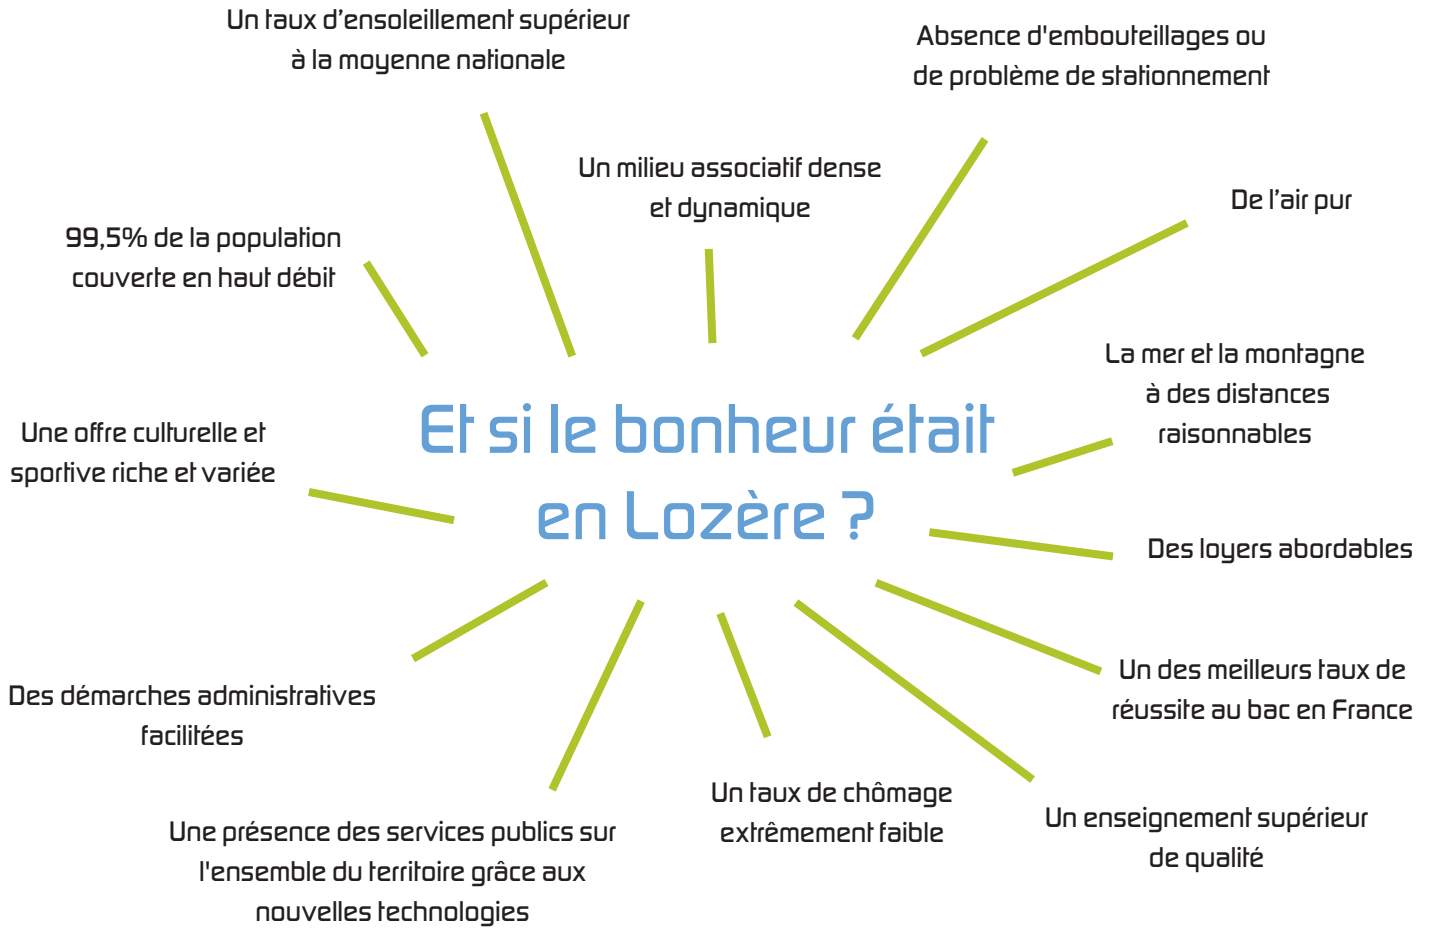 Un taux d’ensoleillement supérieur
à la moyenne nationale
Absence d'embouteillages ou
de problème de stationnement
Un milieu associatif dense
et dynamique
De l’air pur
99,5% de la population
couverte en haut débit
La mer et la montagne
à des distances
raisonnables
Une offre culturelle et
sportive riche et variée
Et si le bonheur était
en Lozère ?
Des loyers abordables
Un des meilleurs taux de
réussite au bac en France
Des démarches administratives
facilitées
Un taux de chômage
extrêmement faible
Un enseignement supérieur
de qualité
Une présence des services publics sur
l'ensemble du territoire grâce aux
nouvelles technologies